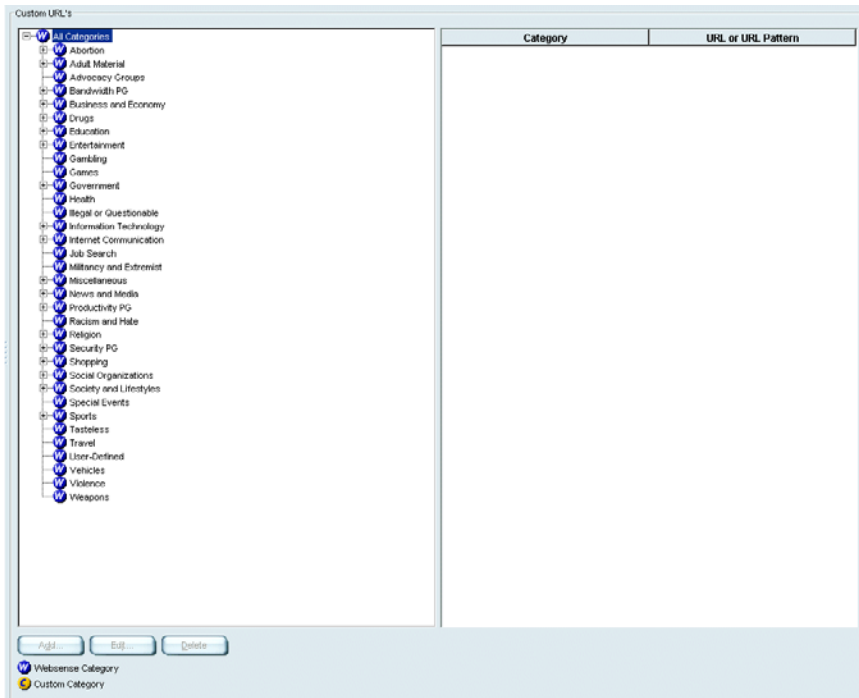 Custom URL's
All Categories
Abortion
Adult Material
Advocacy Groups
Bandwidth PG
Business and Economy
Drugs
Education
Entertainment
Gambling
Games
Government
Health
Illegal or Questionable
Information Technology
Internet Communication
Job Search
Militancy and Extremist
Miscellaneous
News and Media
Productivity PG
Racism and Hate
Religion
Security PG
Shopping
Social Organizations
Society and Lifestyles
Special Events
Sports
Tasteless
Travel
User-Defined
Vehicles
Violence
Weapons
Category URL or URL Pattern
Add... Edit... Delete
W Websense Category
C Custom Category